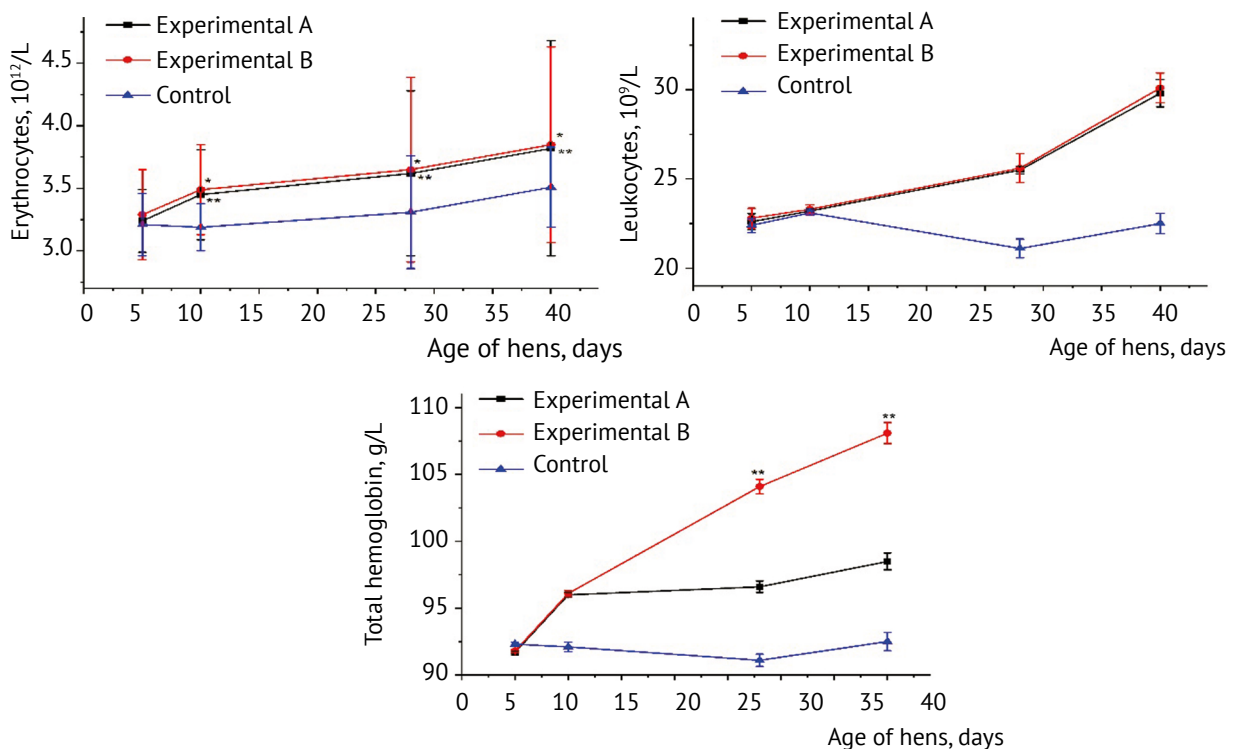 Experimental A
Experimental B
Control
Erythrocytes, 10¹²/L
4.5
4.0
3.5
3.0
*
**
*
**
*
**
0 5 10 15 20 25 30 35 40
Age of hens, days
Experimental A
Experimental B
Control
Leukocytes, 10⁹/L
30
25
20
0 5 10 15 20 25 30 35 40
Age of hens, days
Experimental A
Experimental B
Control
Total hemoglobin, g/L
110
105
100
95
90
**
**
0 5 10 15 20 25 30 35 40
Age of hens, days